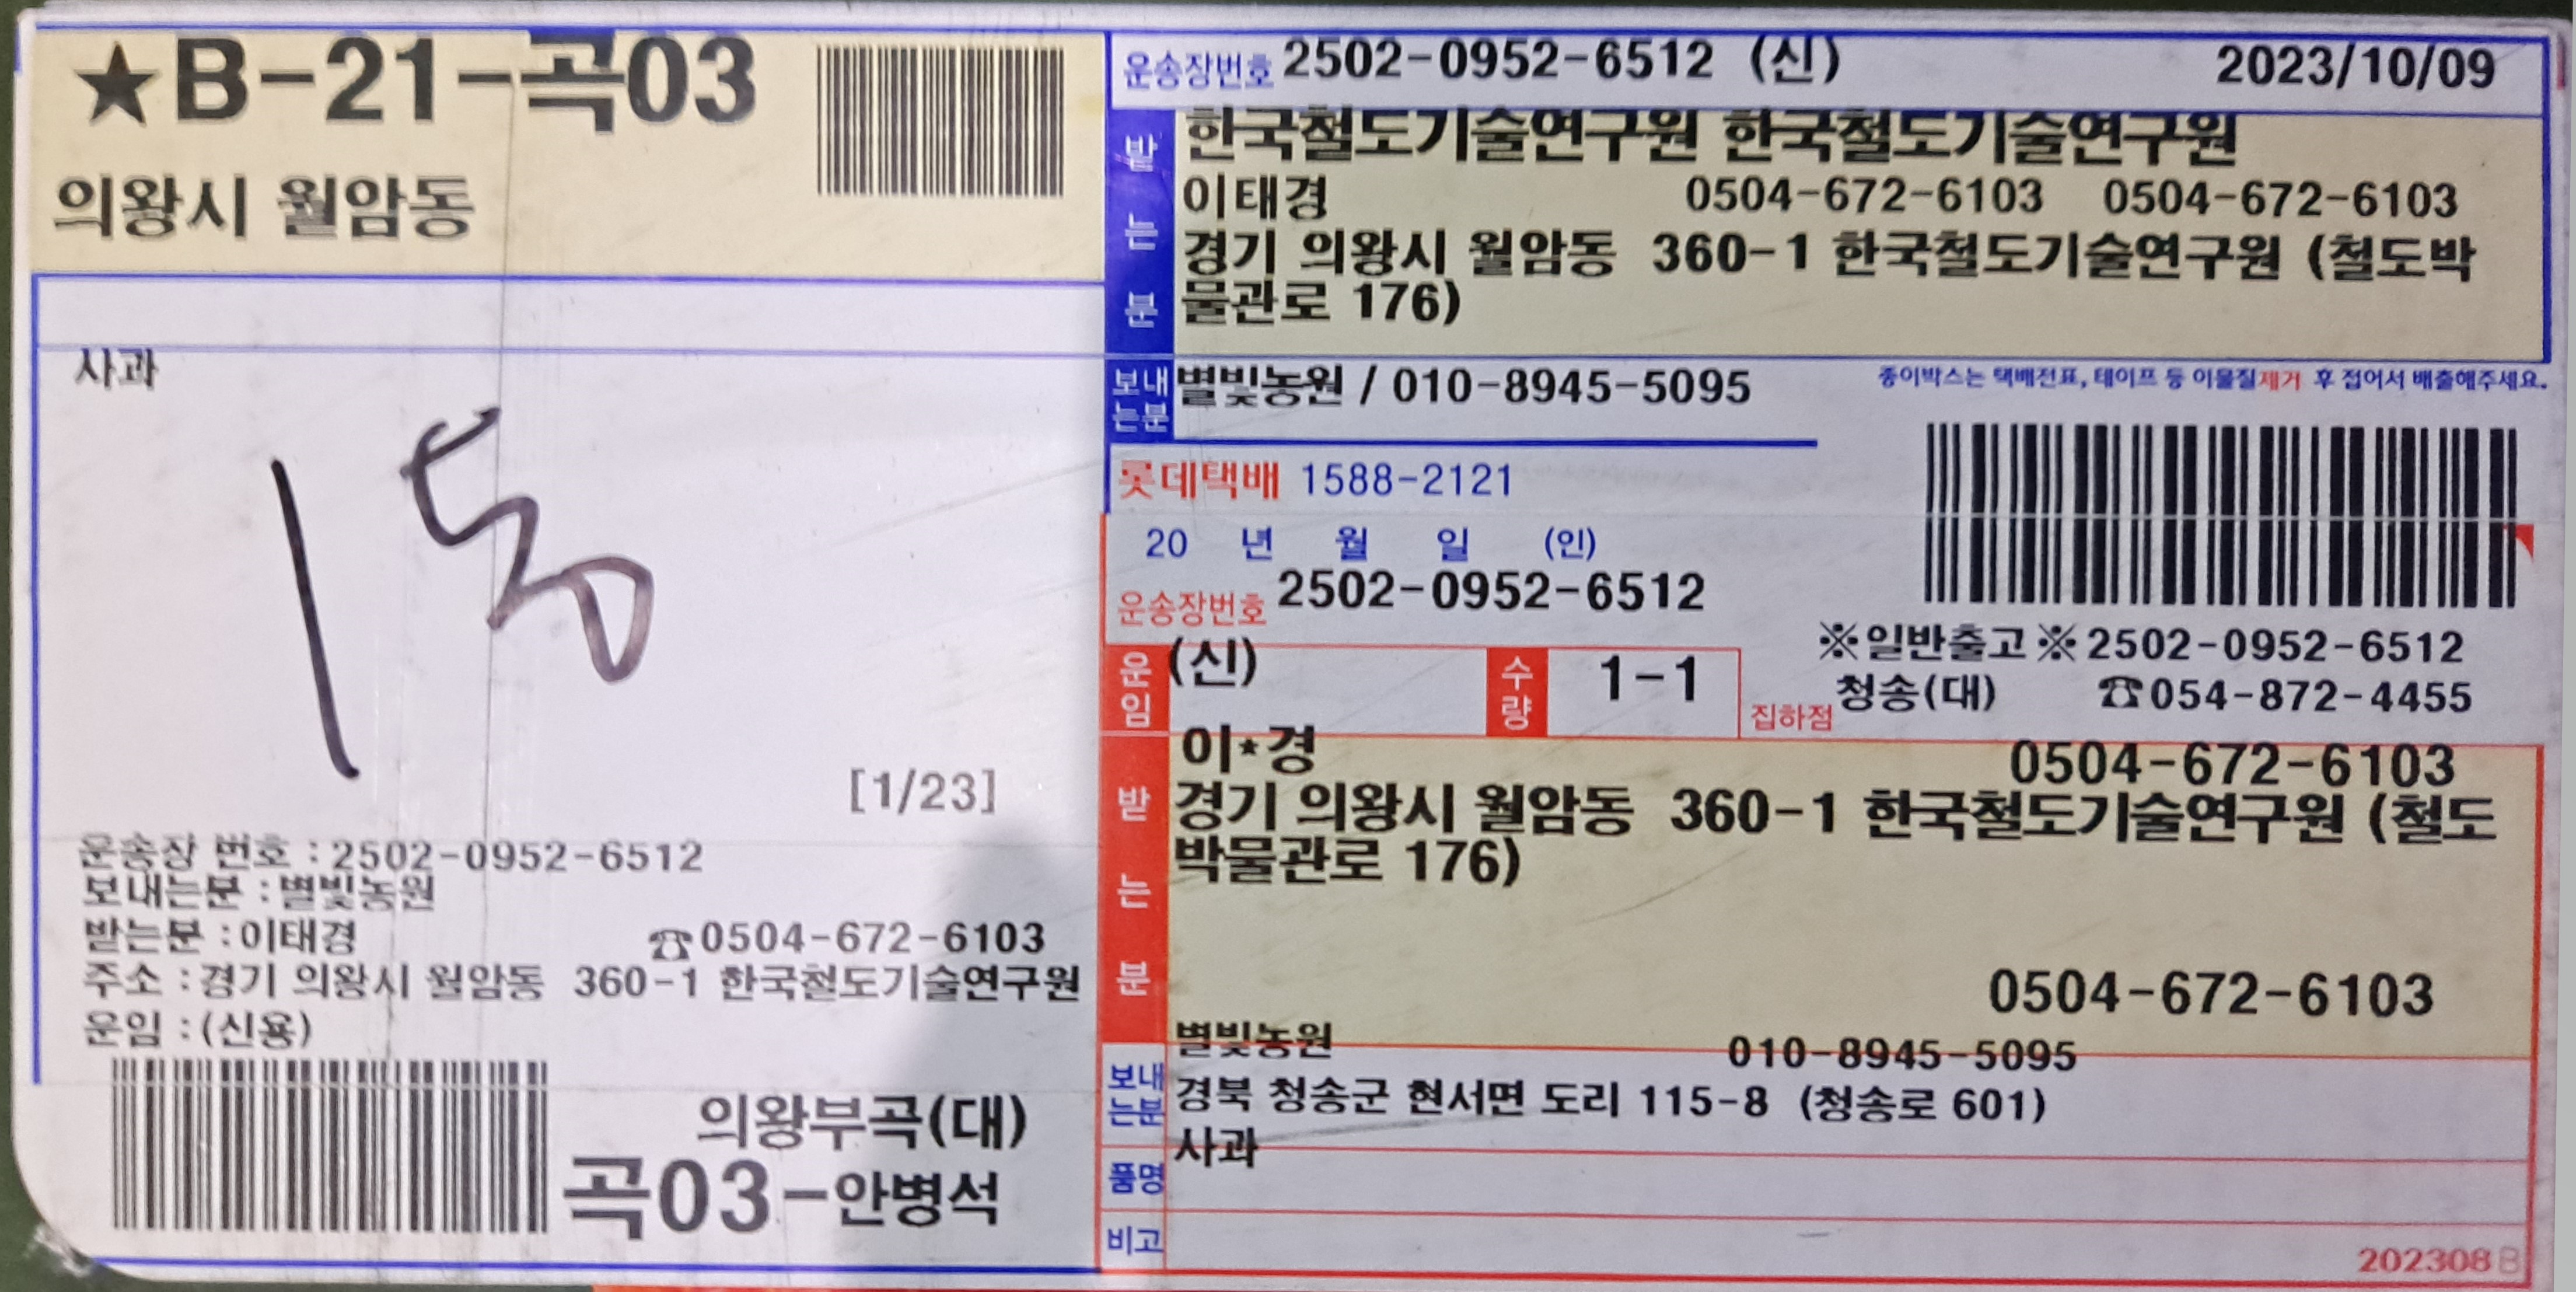 ★B-21-곡03
의왕시 월암동
사과
[1/23]
운송장 번호 : 2502-0952-6512
보내는분 : 별빛농원
받는분 : 이태경 ☎0504-672-6103
주소 : 경기 의왕시 월암동 360-1 한국철도기술연구원
운임 : (신용)
의왕부곡(대)
곡03-안병석
운송장번호 2502-0952-6512 (신) 2023/10/09
받는분
한국철도기술연구원 한국철도기술연구원
이태경 0504-672-6103 0504-672-6103
경기 의왕시 월암동 360-1 한국철도기술연구원 (철도박
물관로 176)
보내는분 별빛농원 / 010-8945-5095
종이박스는 택배전표, 테이프 등 이물질제거 후 접어서 배출해주세요.
롯데택배 1588-2121
20 년 월 일 (인)
운송장번호 2502-0952-6512
운임 (신) 수량 1-1
※일반출고※2502-0952-6512
집하점 청송(대) ☎054-872-4455
받는분
이*경 0504-672-6103
경기 의왕시 월암동 360-1 한국철도기술연구원 (철도
박물관로 176)
0504-672-6103
별빛농원 010-8945-5095
보내는분 경북 청송군 현서면 도리 115-8 (청송로 601)
품명 사과
비고
202308